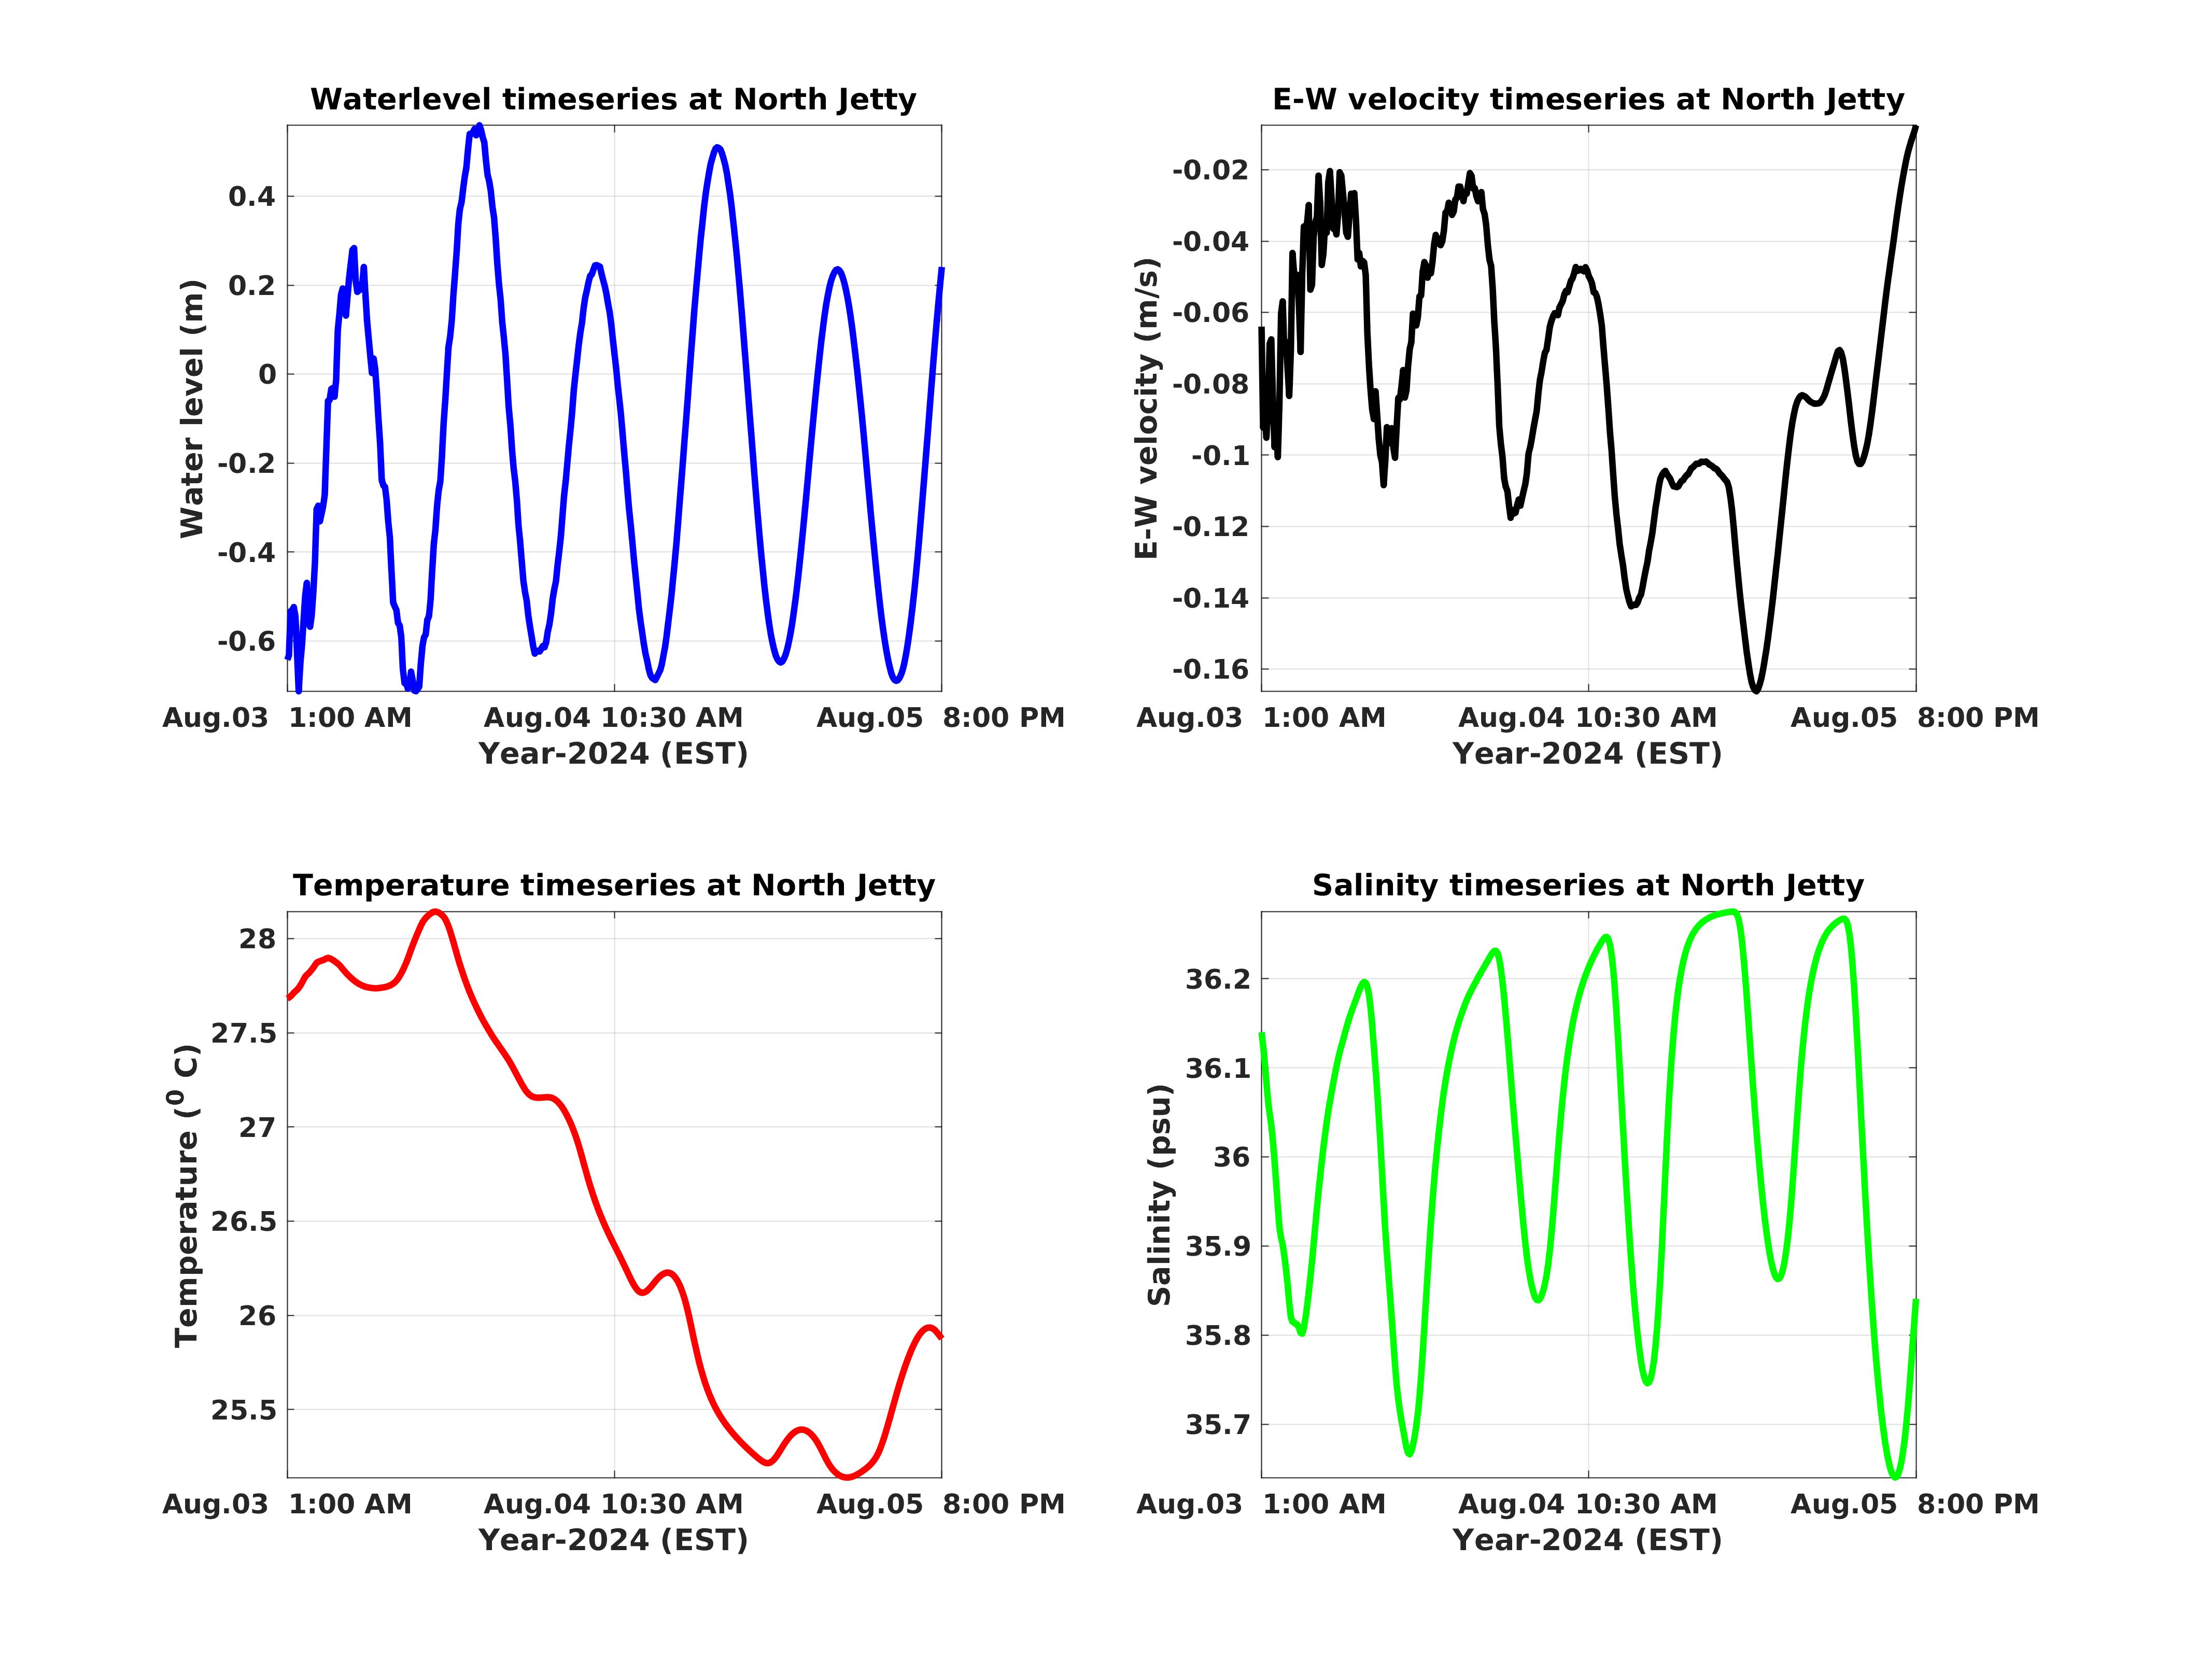 Waterlevel timeseries at North Jetty
Water level (m)
0.4
0.2
0
-0.2
-0.4
-0.6
Aug.03 1:00 AM
Aug.04 10:30 AM
Aug.05 8:00 PM
Year-2024 (EST)
E-W velocity timeseries at North Jetty
E-W velocity (m/s)
-0.02
-0.04
-0.06
-0.08
-0.1
-0.12
-0.14
-0.16
Aug.03 1:00 AM
Aug.04 10:30 AM
Aug.05 8:00 PM
Year-2024 (EST)
Temperature timeseries at North Jetty
Temperature (⁰ C)
28
27.5
27
26.5
26
25.5
Aug.03 1:00 AM
Aug.04 10:30 AM
Aug.05 8:00 PM
Year-2024 (EST)
Salinity timeseries at North Jetty
Salinity (psu)
36.2
36.1
36
35.9
35.8
35.7
Aug.03 1:00 AM
Aug.04 10:30 AM
Aug.05 8:00 PM
Year-2024 (EST)